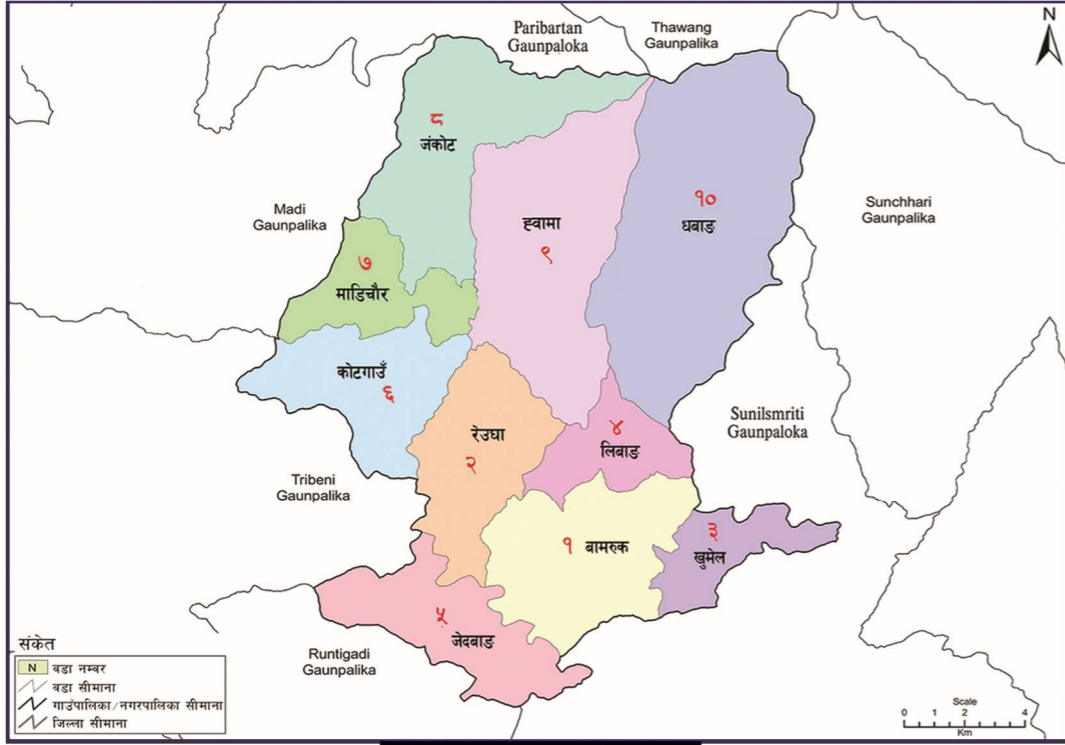 Paribartan
Gaunpaloka
Thawang
Gaunpalika
N
८
जंकोट
१०
धबाङ
Sunchhari
Gaunpalika
Madi
Gaunpalika
ह्वामा
९
७
माडिचौर
कोटगाउँ
६
Sunilsmriti
Gaunpaloka
रेउघा
२
४
लिबाङ
Tribeni
Gaunpalika
१ बामरुक
३
खुमेल
५
जेदबाङ
Runtigadi
Gaunpalika
संकेत
N वडा नम्बर
वडा सीमाना
गाउँपालिका/नगरपालिका सीमाना
जिल्ला सीमाना
Scale
0 1 2 4
Km